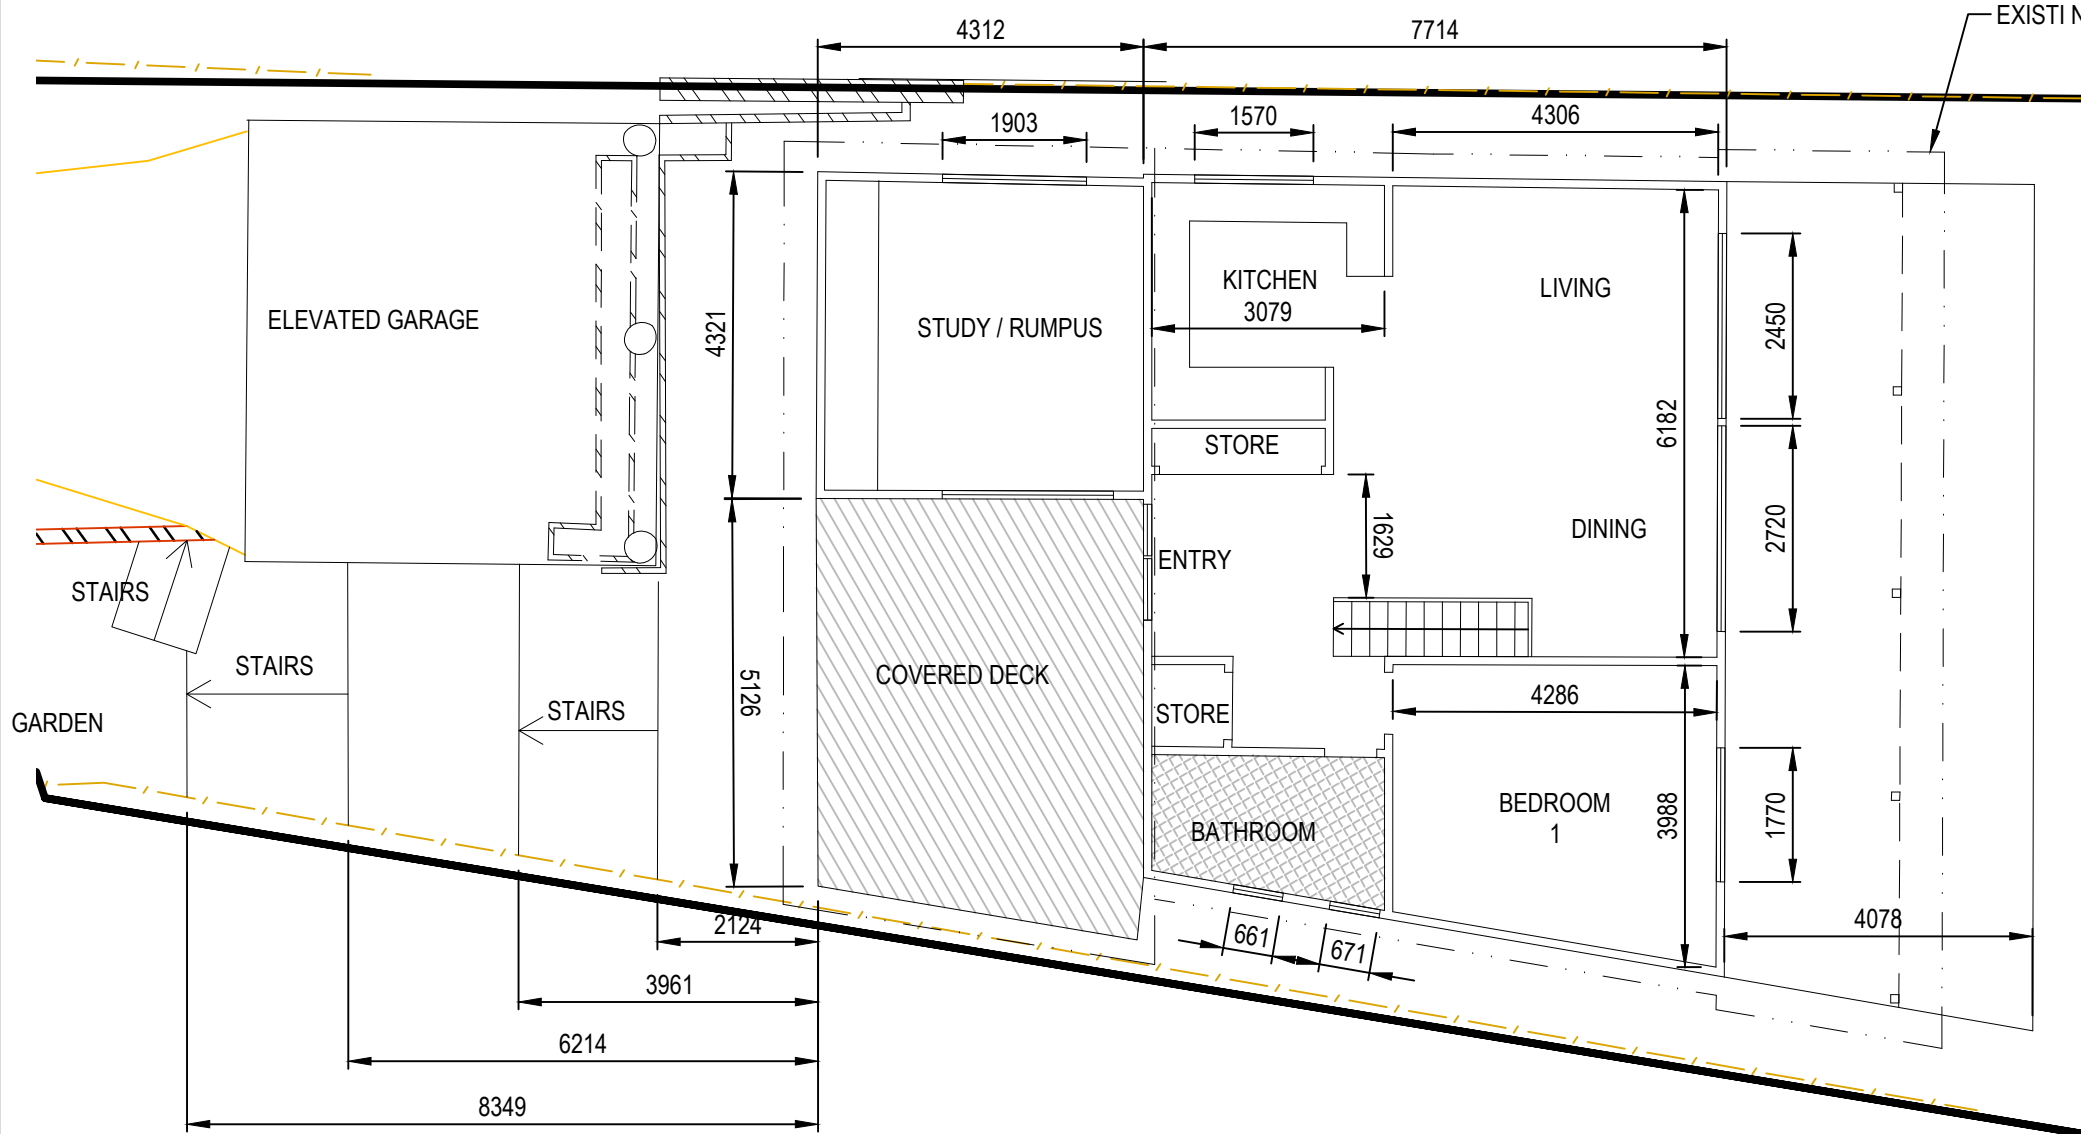 EXISTI N
4312
7714
1903
1570
4306
KITCHEN
3079
LIVING
ELEVATED GARAGE
STUDY / RUMPUS
4321
2450
6182
STORE
2720
1629
DINING
ENTRY
STAIRS
STAIRS
COVERED DECK
5126
4286
STAIRS
STORE
GARDEN
BEDROOM
1
3988
1770
BATHROOM
2124
661
671
4078
3961
6214
8349